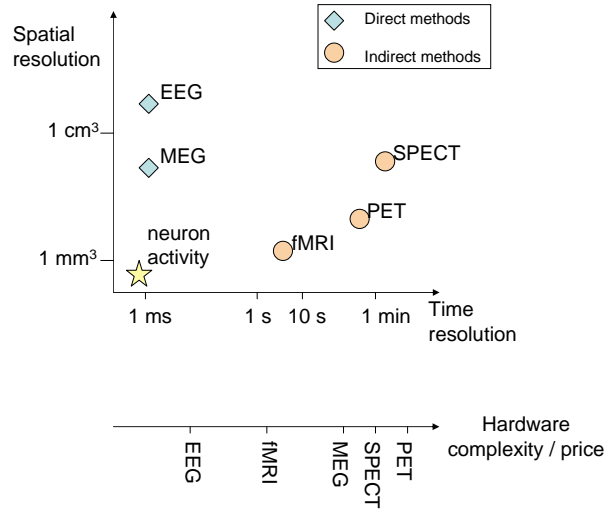 Spatial
resolution
Direct methods
Indirect methods
EEG
1 cm³
MEG
SPECT
PET
neuron
activity
fMRI
1 mm³
1 ms
1 s
10 s
1 min
Time
resolution
Hardware
complexity / price
EEG
fMRI
MEG
SPECT
PET